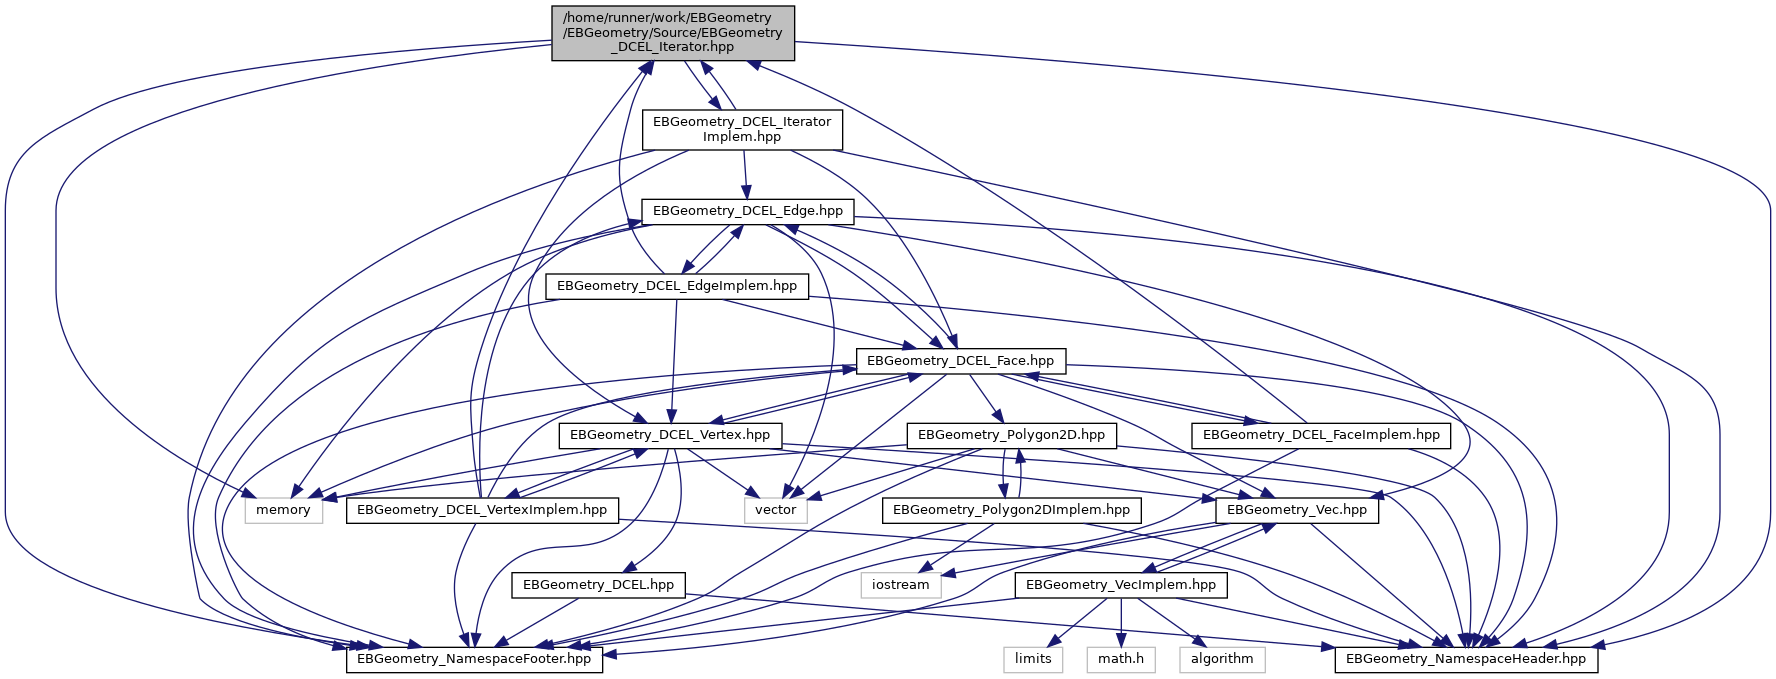 /home/runner/work/EBGeometry
/EBGeometry/Source/EBGeometry
_DCEL_Iterator.hpp
EBGeometry_DCEL_Iterator
Implem.hpp
EBGeometry_DCEL_Edge.hpp
EBGeometry_DCEL_EdgeImplem.hpp
EBGeometry_DCEL_Face.hpp
EBGeometry_DCEL_Vertex.hpp
EBGeometry_Polygon2D.hpp
EBGeometry_DCEL_FaceImplem.hpp
memory
EBGeometry_DCEL_VertexImplem.hpp
vector
EBGeometry_Polygon2DImplem.hpp
EBGeometry_Vec.hpp
EBGeometry_DCEL.hpp
iostream
EBGeometry_VecImplem.hpp
EBGeometry_NamespaceFooter.hpp
limits
math.h
algorithm
EBGeometry_NamespaceHeader.hpp